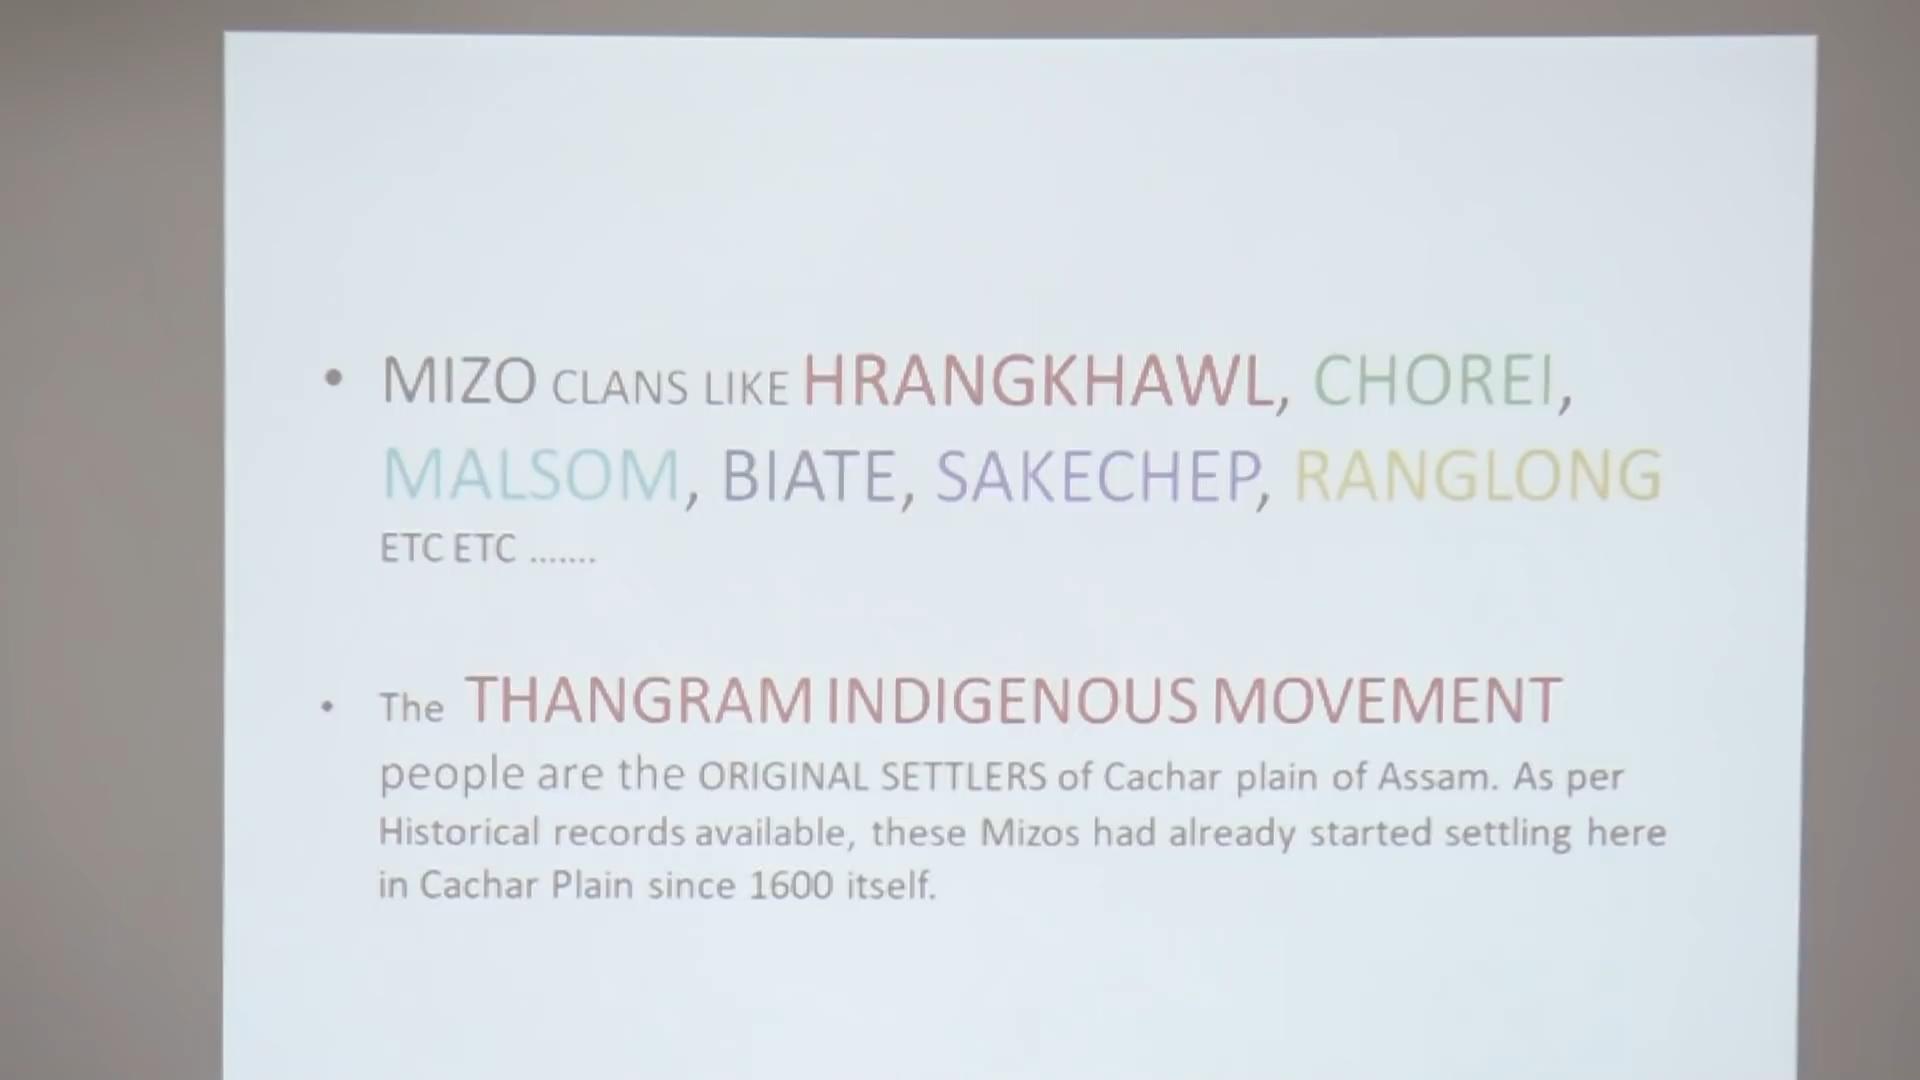 • MIZO CLANS LIKE HRANGKHAWL, CHOREI,
MALSOM, BIATE, SAKECHEP, RANGLONG
ETC ETC .......
• The THANGRAM INDIGENOUS MOVEMENT
people are the ORIGINAL SETTLERS of Cachar plain of Assam. As per
Historical records available, these Mizos had already started settling here
in Cachar Plain since 1600 itself.